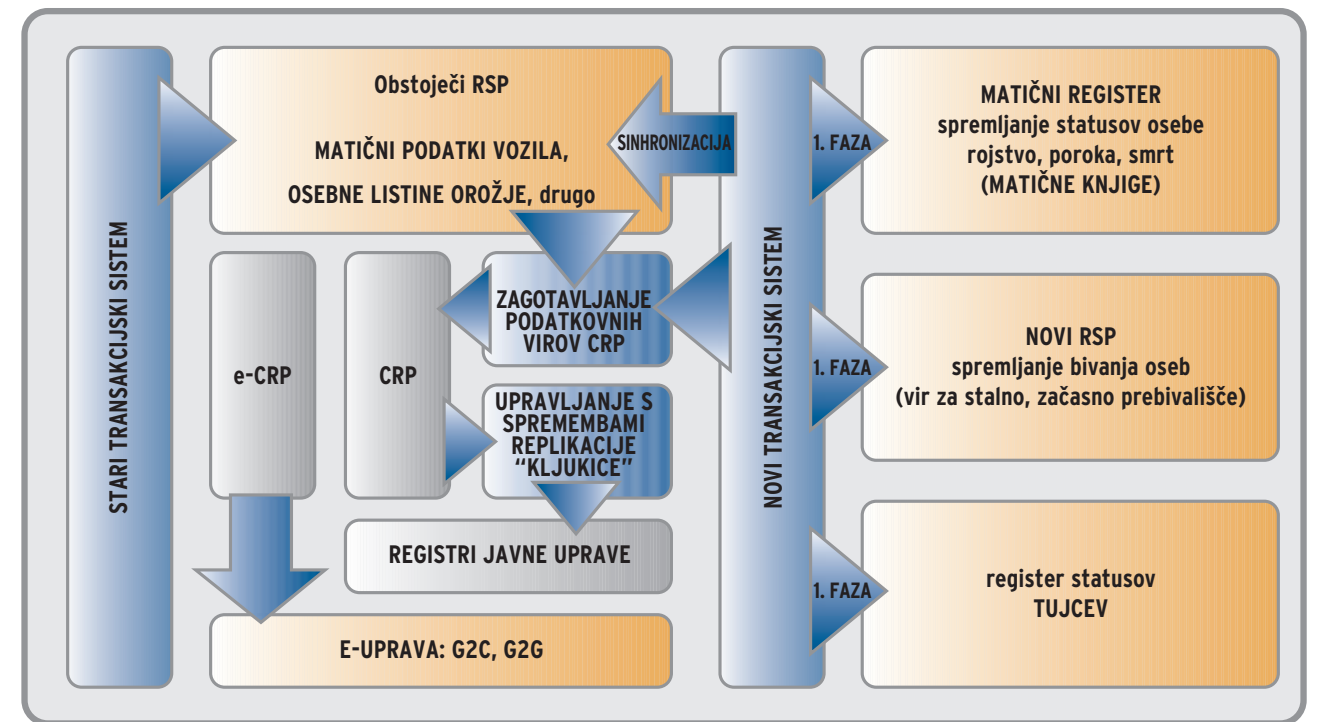 STARI TRANSAKCIJSKI SISTEM
Obstoječi RSP
MATIČNI PODATKI VOZILA,
OSEBNE LISTINE OROŽJE, drugo
SINHRONIZACIJA
e-CRP
CRP
ZAGOTAVLJANJE
PODATKOVNIH
VIROV CRP
UPRAVLJANJE S
SPREMEMBAMI
REPLIKACIJE
“KLJUKICE”
REGISTRI JAVNE UPRAVE
E-UPRAVA: G2C, G2G
NOVI TRANSAKCIJSKI SISTEM
1. FAZA
MATIČNI REGISTER
spremljanje statusov osebe
rojstvo, poroka, smrt
(MATIČNE KNJIGE)
1. FAZA
NOVI RSP
spremljanje bivanja oseb
(vir za stalno, začasno prebivališče)
1. FAZA
register statusov
TUJCEV